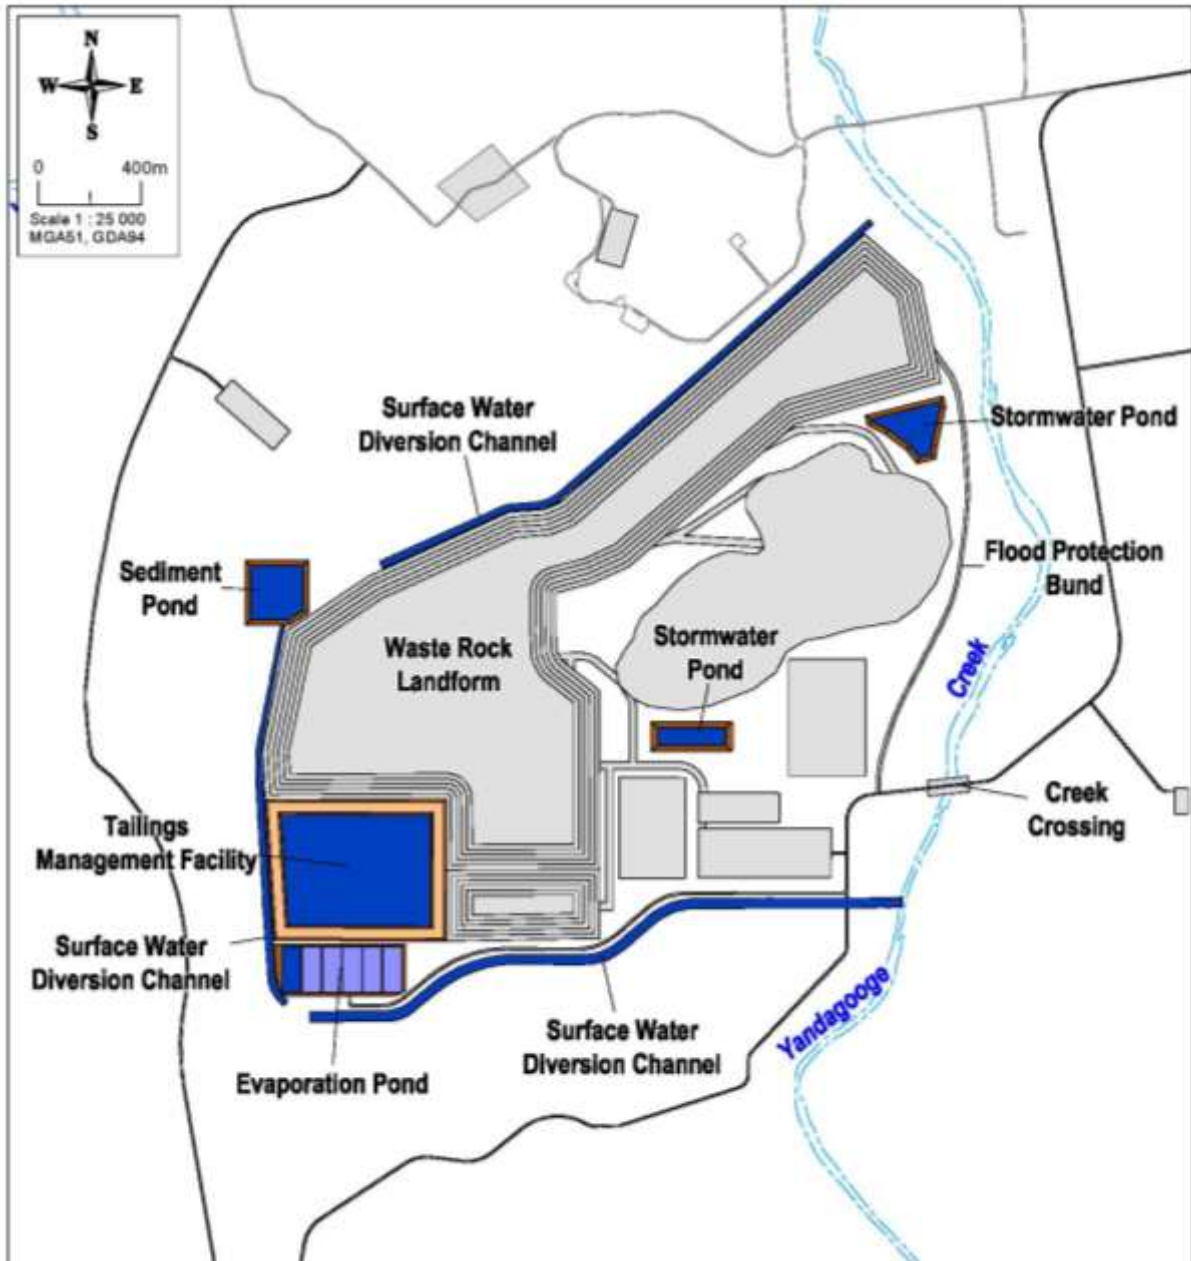 N
W E
S
0 400m
Scale 1 : 25 000
MGA51, GDA94
Surface Water
Diversion Channel
Stormwater Pond
Sediment
Pond
Flood Protection
Bund
Waste Rock
Landform
Stormwater
Pond
Creek
Creek
Crossing
Tailings
Management Facility
Surface Water
Diversion Channel
Yandagooge
Surface Water
Diversion Channel
Evaporation Pond